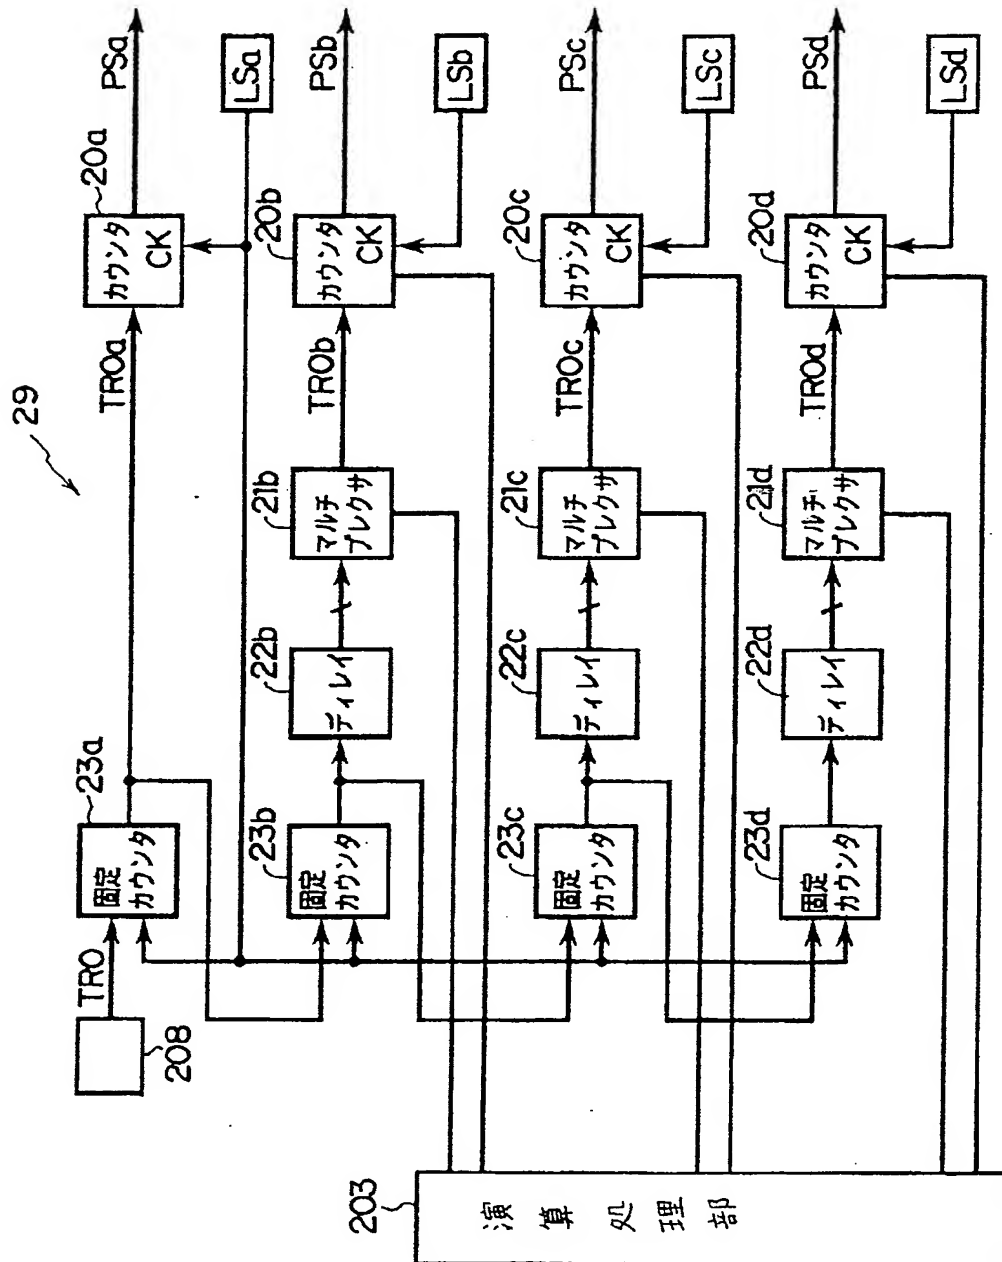 29
208
TRO
23a
固定
カウンタ
TROa
20a
カウンタ
CK
PSa
LSa
23b
固定
カウンタ
22b
ディレイ
21b
マルチ
プレクサ
TROb
20b
カウンタ
CK
PSb
LSb
23c
固定
カウンタ
22c
ディレイ
21c
マルチ
プレクサ
TROc
20c
カウンタ
CK
PSc
LSc
23d
固定
カウンタ
22d
ディレイ
21d
マルチ
プレクサ
TROd
20d
カウンタ
CK
PSd
LSd
203
演算処理部